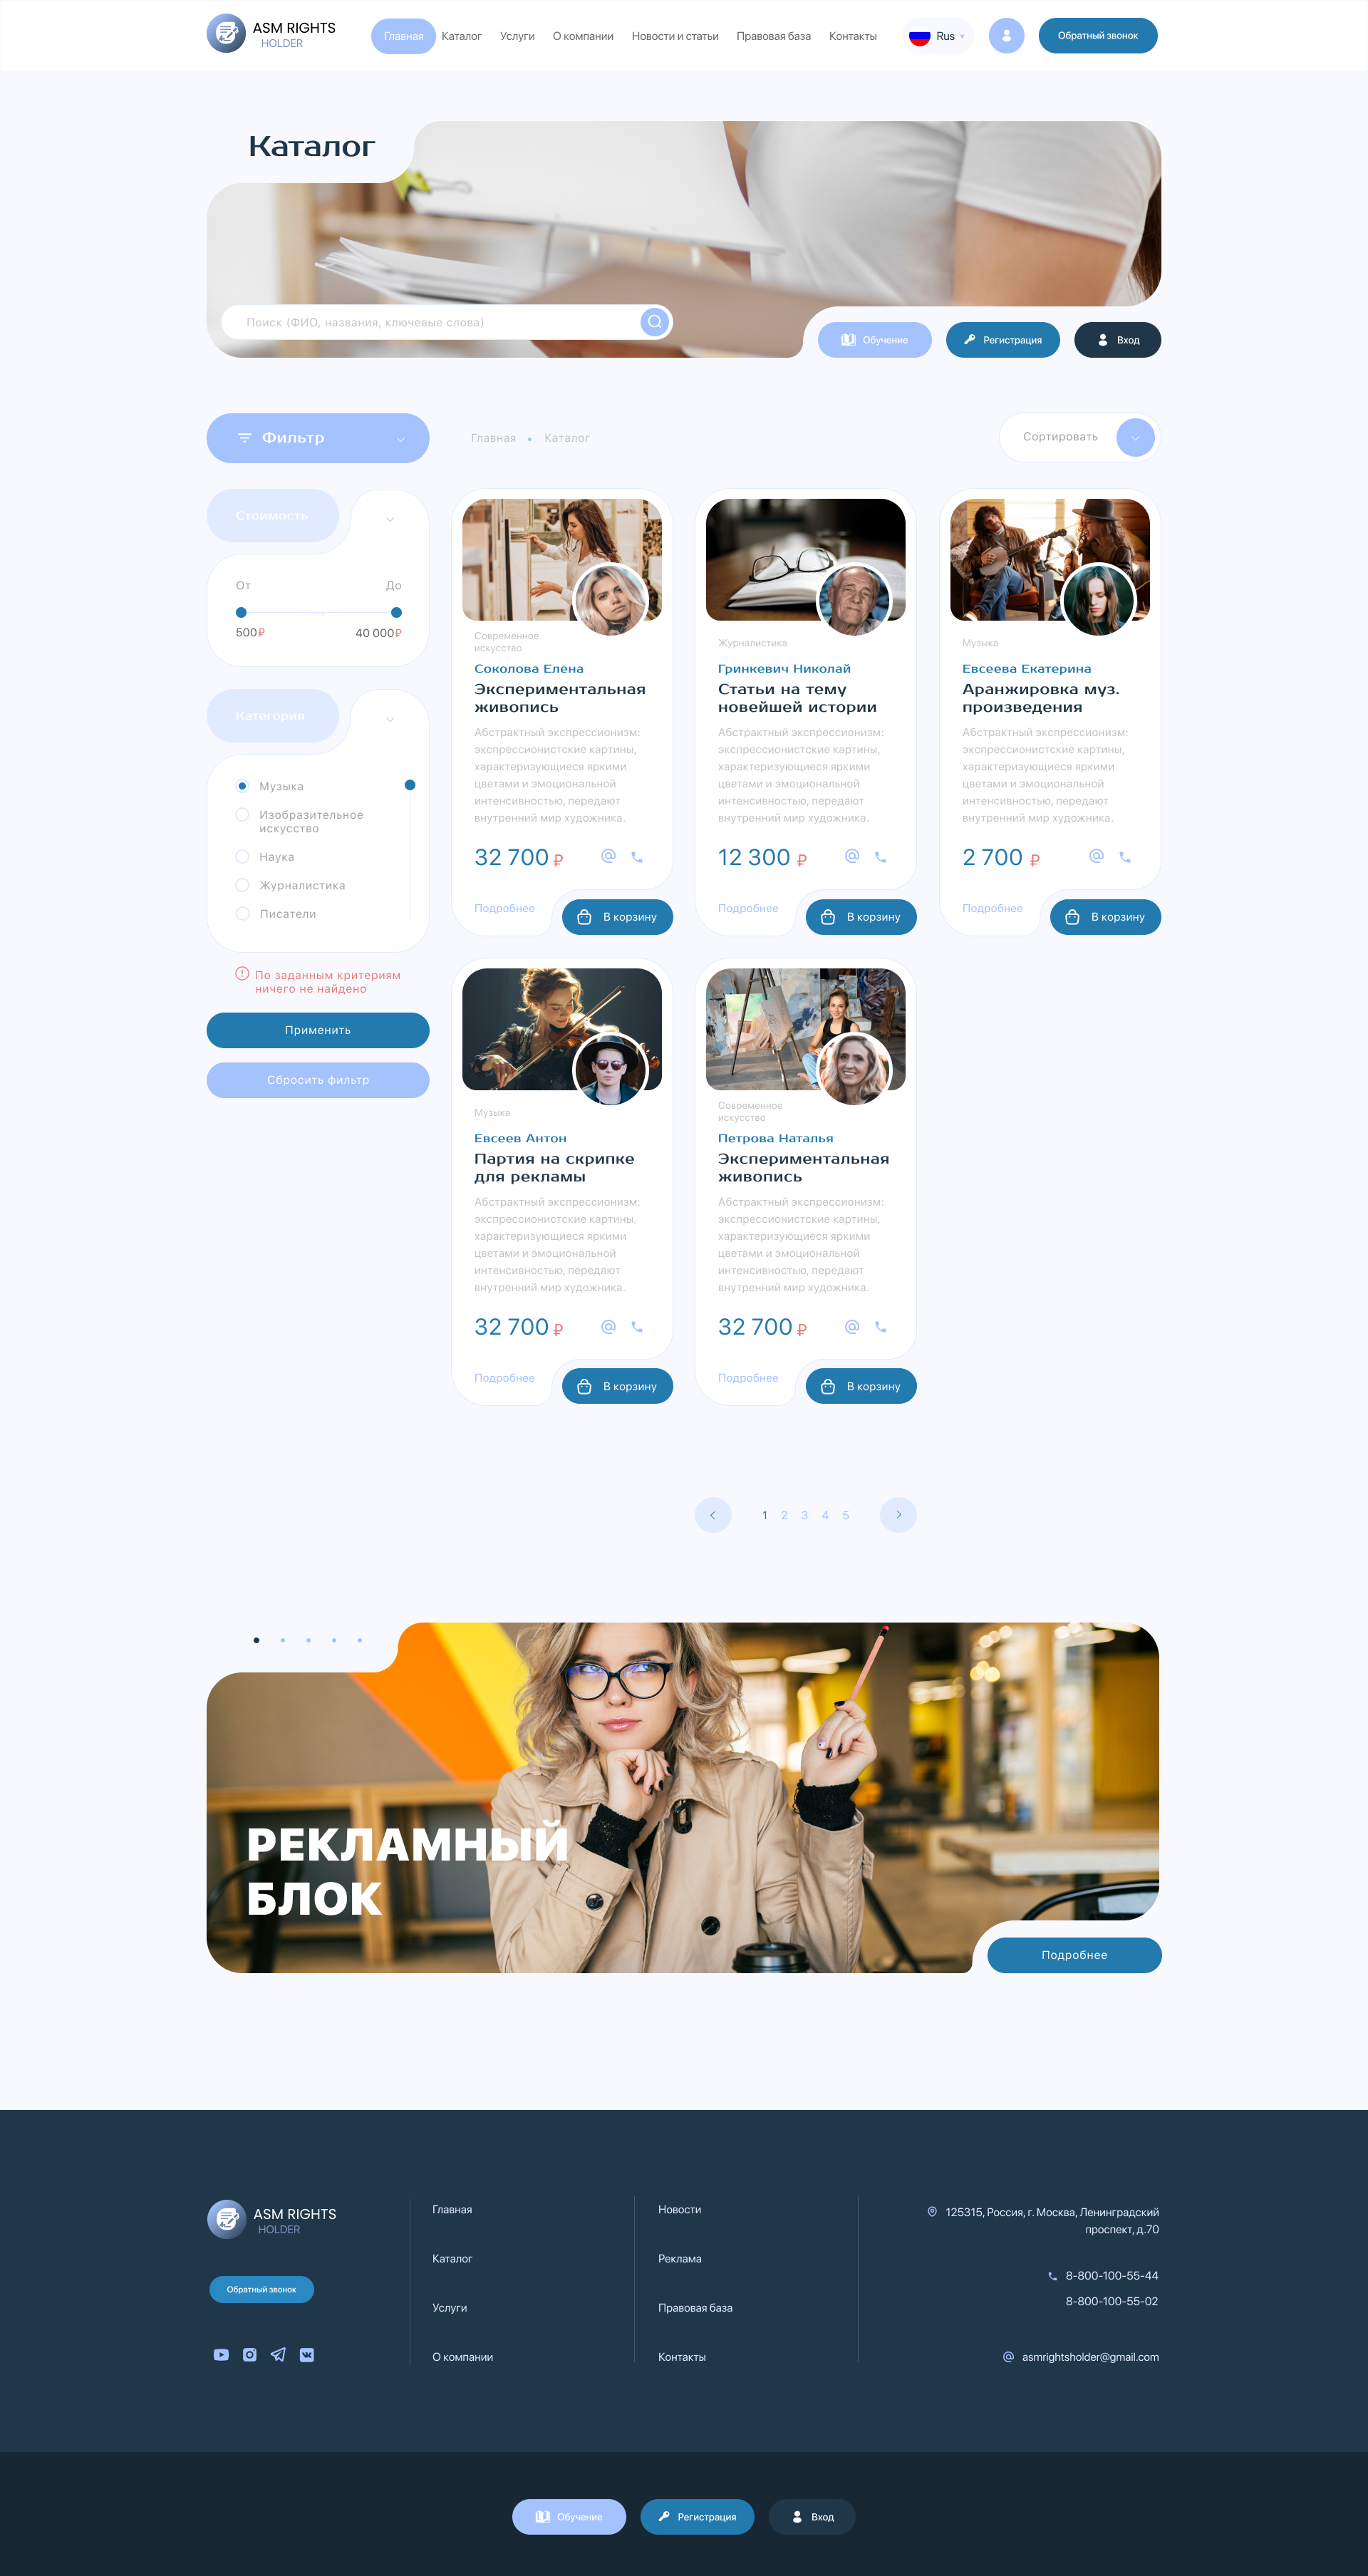 ASM RIGHTS
HOLDER
Главная
Каталог
Услуги
О компании
Новости и статьи
Правовая база
Контакты
Rus
Обратный звонок
Каталог
Поиск (ФИО, названия, ключевые слова)
Обучение
Регистрация
Вход
Фильтр
Главная
Каталог
Сортировать
Стоимость
От
До
500₽
40 000₽
Категория
Музыка
Изобразительное
искусство
Наука
Журналистика
Писатели
По заданным критериям
ничего не найдено
Применить
Сбросить фильтр
Современное
искусство
Соколова Елена
Экспериментальная
живопись
Абстрактный экспрессионизм:
экспрессионистские картины,
характеризующиеся яркими
цветами и эмоциональной
интенсивностью, передают
внутренний мир художника.
32 700 ₽
Подробнее
В корзину
Журналистика
Гринкевич Николай
Статьи на тему
новейшей истории
Абстрактный экспрессионизм:
экспрессионистские картины,
характеризующиеся яркими
цветами и эмоциональной
интенсивностью, передают
внутренний мир художника.
12 300 ₽
Подробнее
В корзину
Музыка
Евсеева Екатерина
Аранжировка муз.
произведения
Абстрактный экспрессионизм:
экспрессионистские картины,
характеризующиеся яркими
цветами и эмоциональной
интенсивностью, передают
внутренний мир художника.
2 700 ₽
Подробнее
В корзину
Музыка
Евсеев Антон
Партия на скрипке
для рекламы
Абстрактный экспрессионизм:
экспрессионистские картины,
характеризующиеся яркими
цветами и эмоциональной
интенсивностью, передают
внутренний мир художника.
32 700 ₽
Подробнее
В корзину
Современное
искусство
Петрова Наталья
Экспериментальная
живопись
Абстрактный экспрессионизм:
экспрессионистские картины,
характеризующиеся яркими
цветами и эмоциональной
интенсивностью, передают
внутренний мир художника.
32 700 ₽
Подробнее
В корзину
1 2 3 4 5
РЕКЛАМНЫЙ
БЛОК
Подробнее
ASM RIGHTS
HOLDER
Обратный звонок
Главная
Каталог
Услуги
О компании
Новости
Реклама
Правовая база
Контакты
125315, Россия, г. Москва, Ленинградский
проспект, д.70
8-800-100-55-44
8-800-100-55-02
asmrightsholder@gmail.com
Обучение
Регистрация
Вход